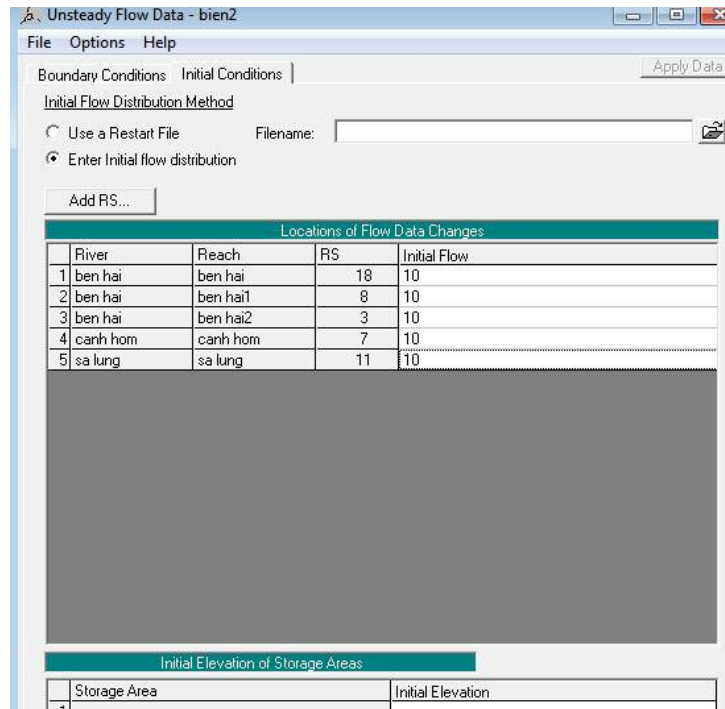 Unsteady Flow Data - bien2
File Options Help
Boundary Conditions Initial Conditions Apply Data
Initial Flow Distribution Method
Use a Restart File Filename:
Enter Initial flow distribution
Add RS...
Locations of Flow Data Changes
River Reach RS Initial Flow
1 ben hai ben hai 18 10
2 ben hai ben hai1 8 10
3 ben hai ben hai2 3 10
4 canh hom canh hom 7 10
5 sa lung sa lung 11 10
Initial Elevation of Storage Areas
Storage Area Initial Elevation
1